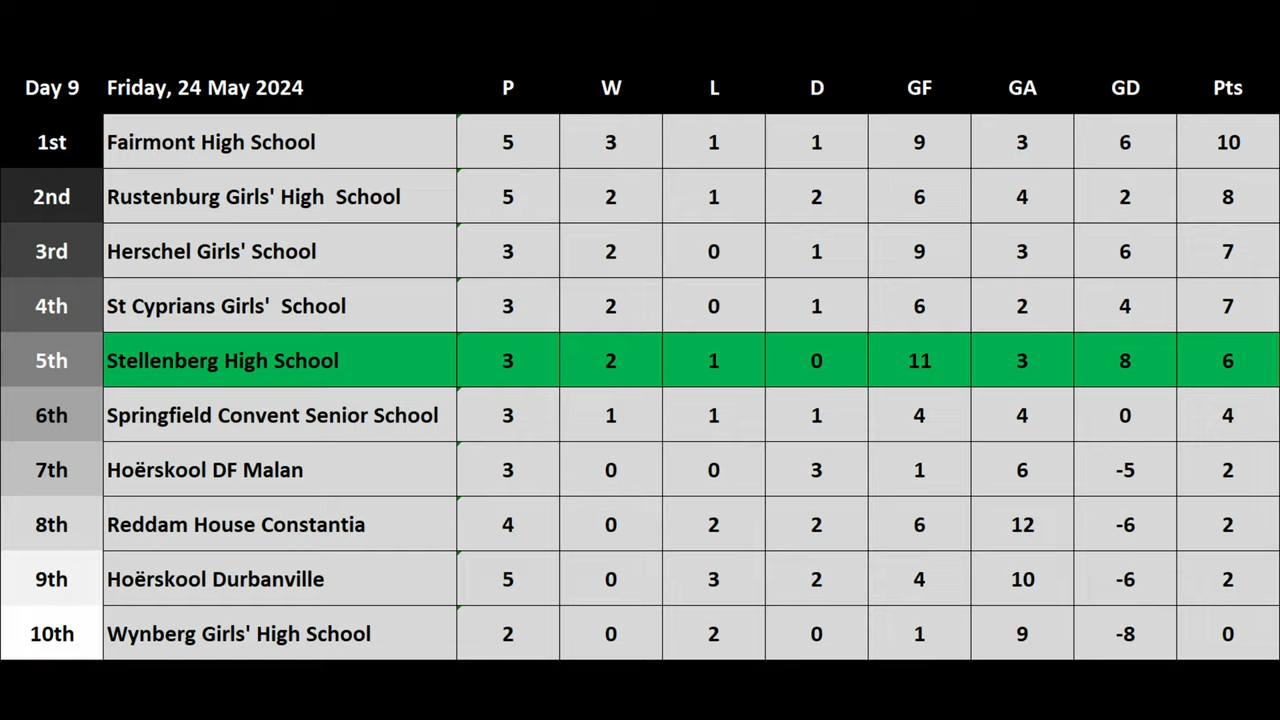 Day 9 Friday, 24 May 2024 P W L D GF GA GD Pts
1st Fairmont High School 5 3 1 1 9 3 6 10
2nd Rustenburg Girls' High  School 5 2 1 2 6 4 2 8
3rd Herschel Girls' School 3 2 0 1 9 3 6 7
4th St Cyprians Girls'  School 3 2 0 1 6 2 4 7
5th Stellenberg High School 3 2 1 0 11 3 8 6
6th Springfield Convent Senior School 3 1 1 1 4 4 0 4
7th Hoërskool DF Malan 3 0 0 3 1 6 -5 2
8th Reddam House Constantia 4 0 2 2 6 12 -6 2
9th Hoërskool Durbanville 5 0 3 2 4 10 -6 2
10th Wynberg Girls' High School 2 0 2 0 1 9 -8 0